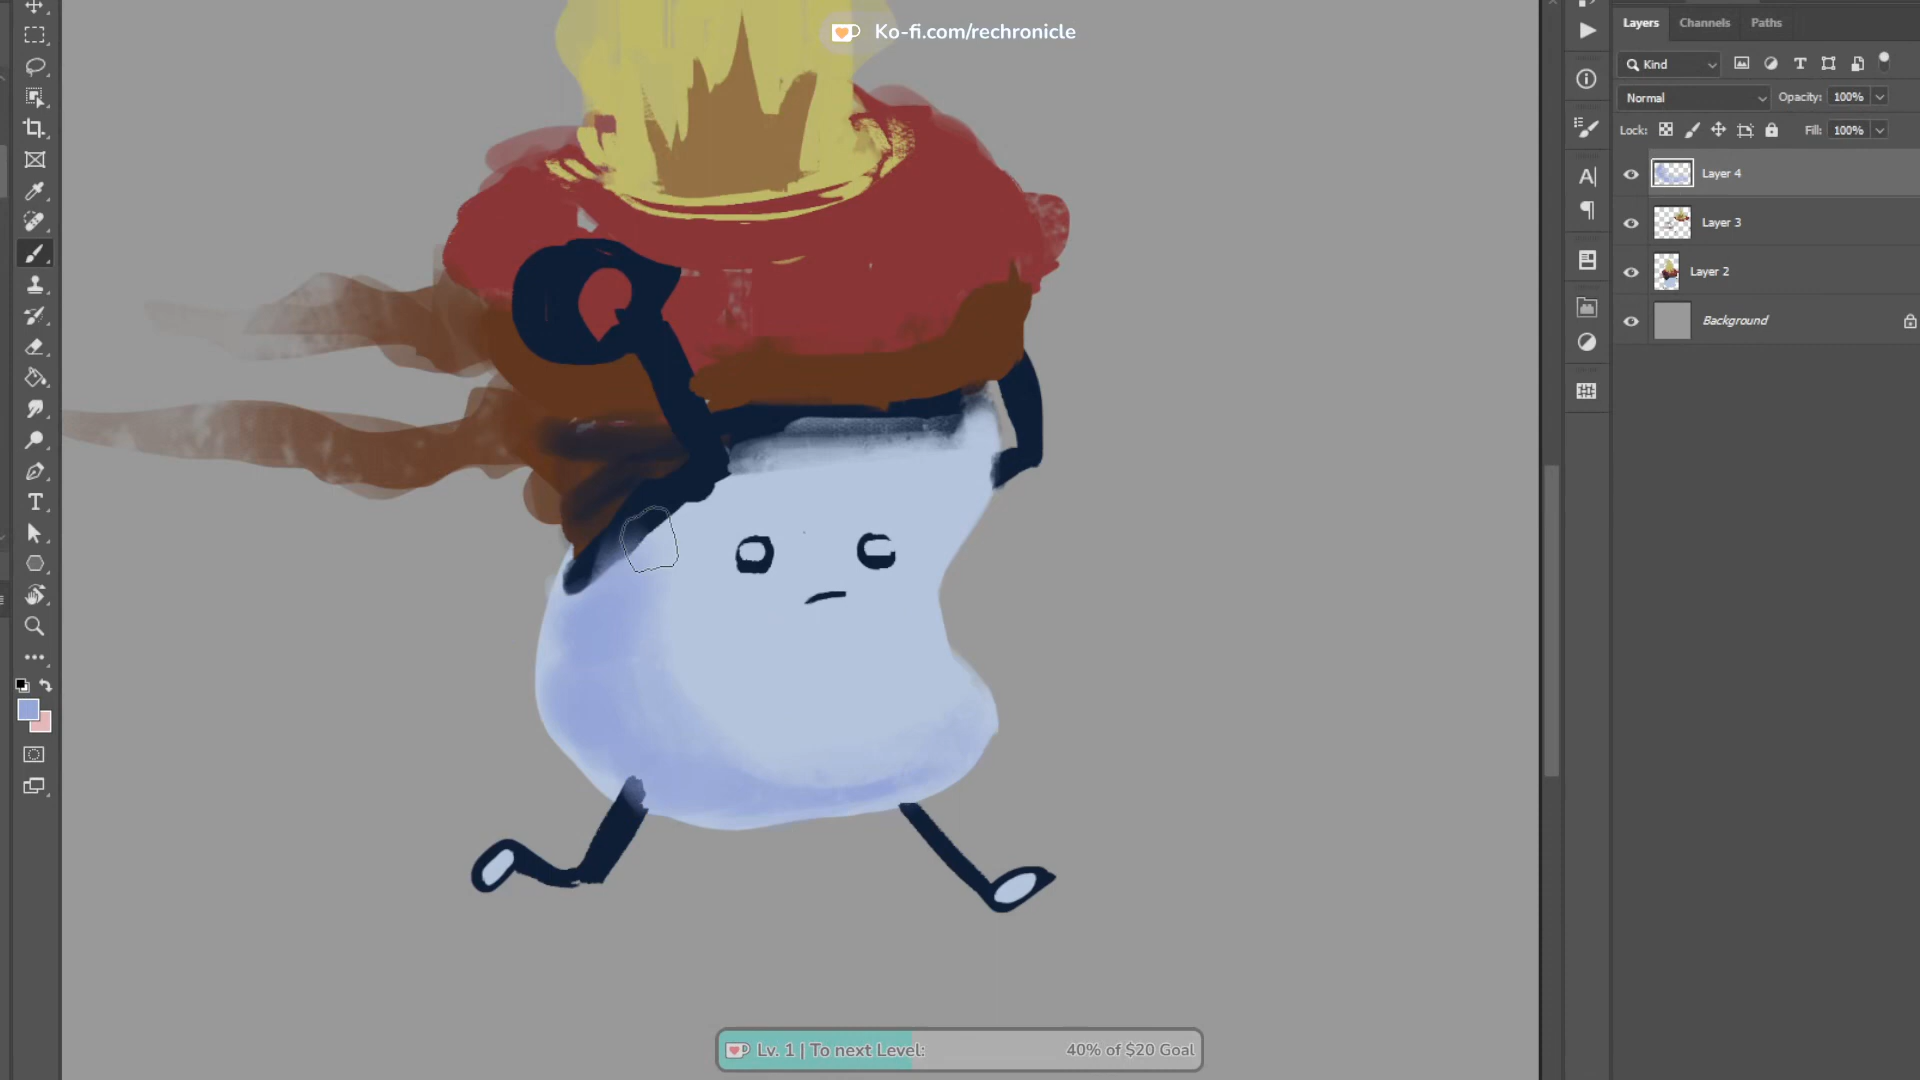 Ko-fi.com/rechronicle
Layers Channels Paths
Kind
Normal Opacity: 100%
Lock: Fill: 100%
Layer 4
Layer 3
Layer 2
Background
Lv. 1 | To next Level: 40% of $20 Goal